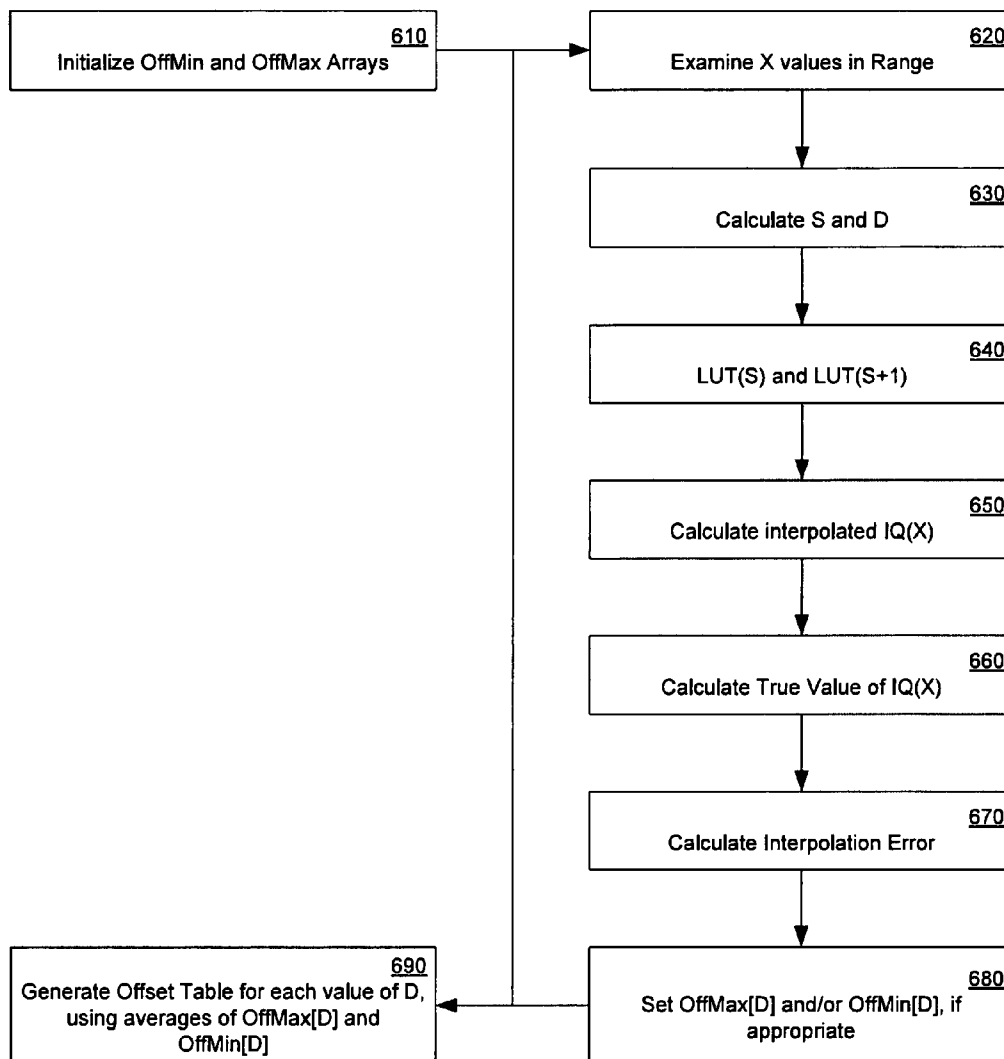 610
Initialize OffMin and OffMax Arrays
620
Examine X values in Range
630
Calculate S and D
640
LUT(S) and LUT(S+1)
650
Calculate interpolated IQ(X)
660
Calculate True Value of IQ(X)
670
Calculate Interpolation Error
680
Set OffMax[D] and/or OffMin[D], if
appropriate
690
Generate Offset Table for each value of D,
using averages of OffMax[D] and
OffMin[D]